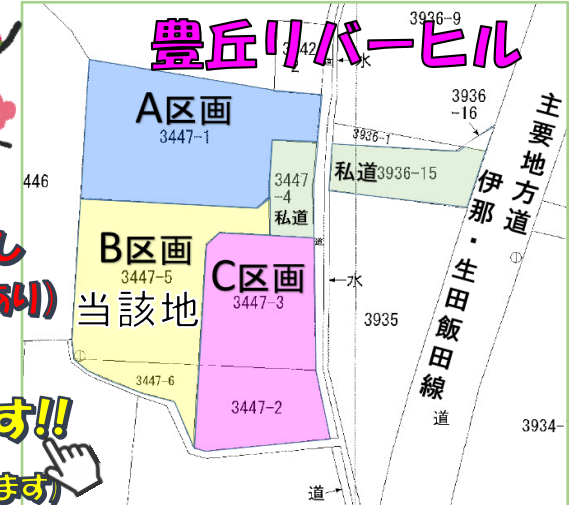 豊丘リバーヒル
3936-9
水
3936
-16
3936-1
A区画
3447-1
3447
-4
私道
私道3936-15
主要地方道
伊那・生田飯田線
446
B区画
3447-5
当該地
C区画
3447-3
道
水
3935
し
あり)
3447-6
3447-2
道
3934-
す!!
ます)
道